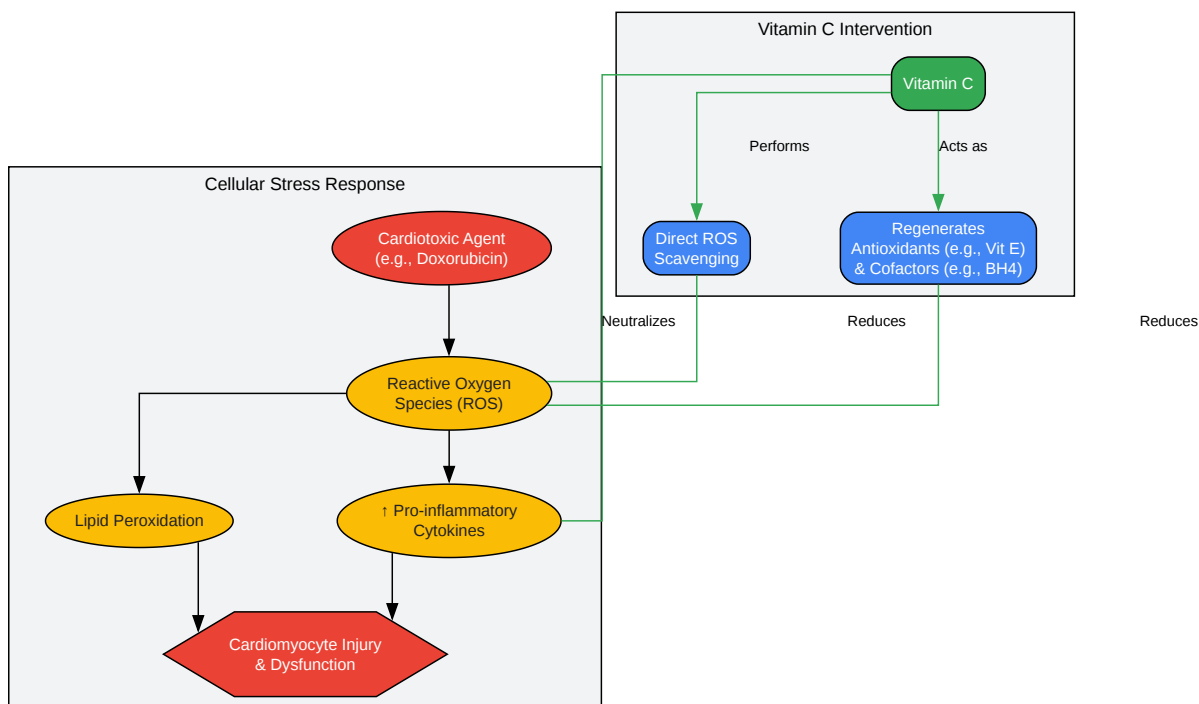 Vitamin C Intervention
Vitamin C
Performs
Acts as
Cellular Stress Response
Cardiotoxic Agent
(e.g., Doxorubicin)
Direct ROS
Scavenging
Regenerates
Antioxidants (e.g., Vit E)
& Cofactors (e.g., BH4)
Neutralizes
Reduces
Reduces
Reactive Oxygen
Species (ROS)
Lipid Peroxidation
↑ Pro-inflammatory
Cytokines
Cardiomyocyte Injury
& Dysfunction